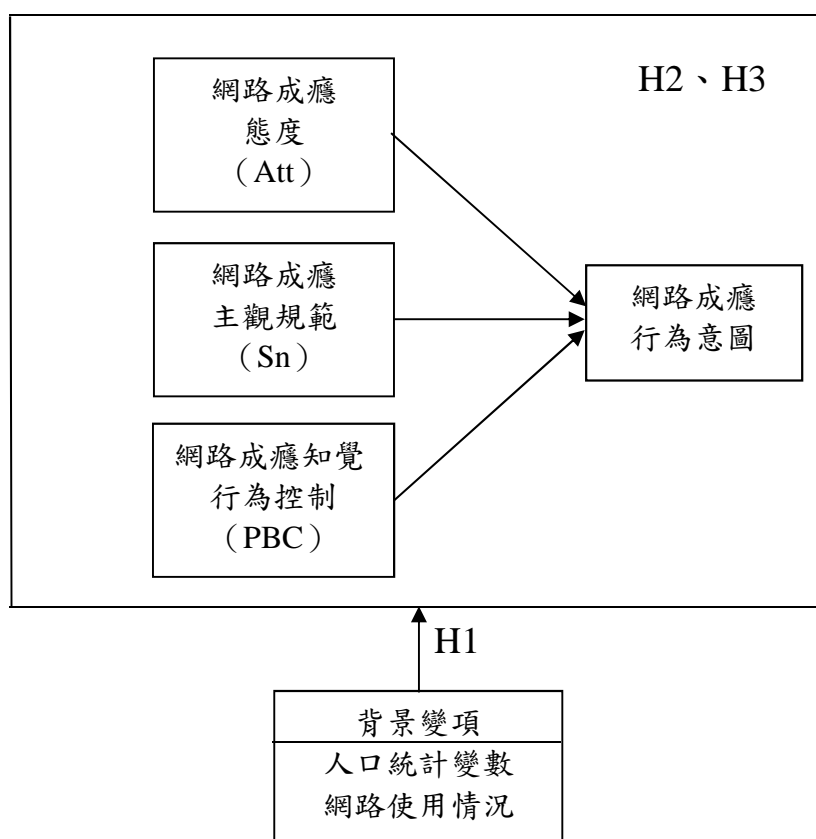 H2、H3
網路成癮
態度
（Att）
網路成癮
主觀規範
（Sn）
網路成癮知覺
行為控制
（PBC）
網路成癮
行為意圖
H1
背景變項
人口統計變數
網路使用情況